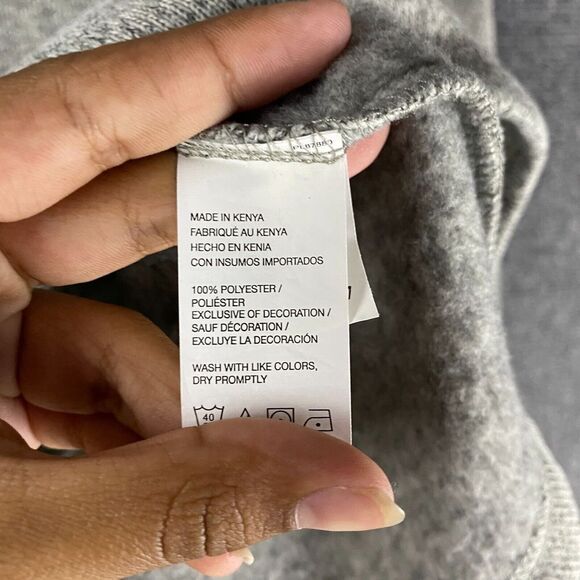 MADE IN KENYA
FABRIQUÉ AU KENYA
HECHO EN KENIA
CON INSUMOS IMPORTADOS
100% POLYESTER /
POLIÉSTER
EXCLUSIVE OF DECORATION /
SAUF DÉCORATION /
EXCLUYE LA DECORACIÓN
WASH WITH LIKE COLORS,
DRY PROMPTLY
40